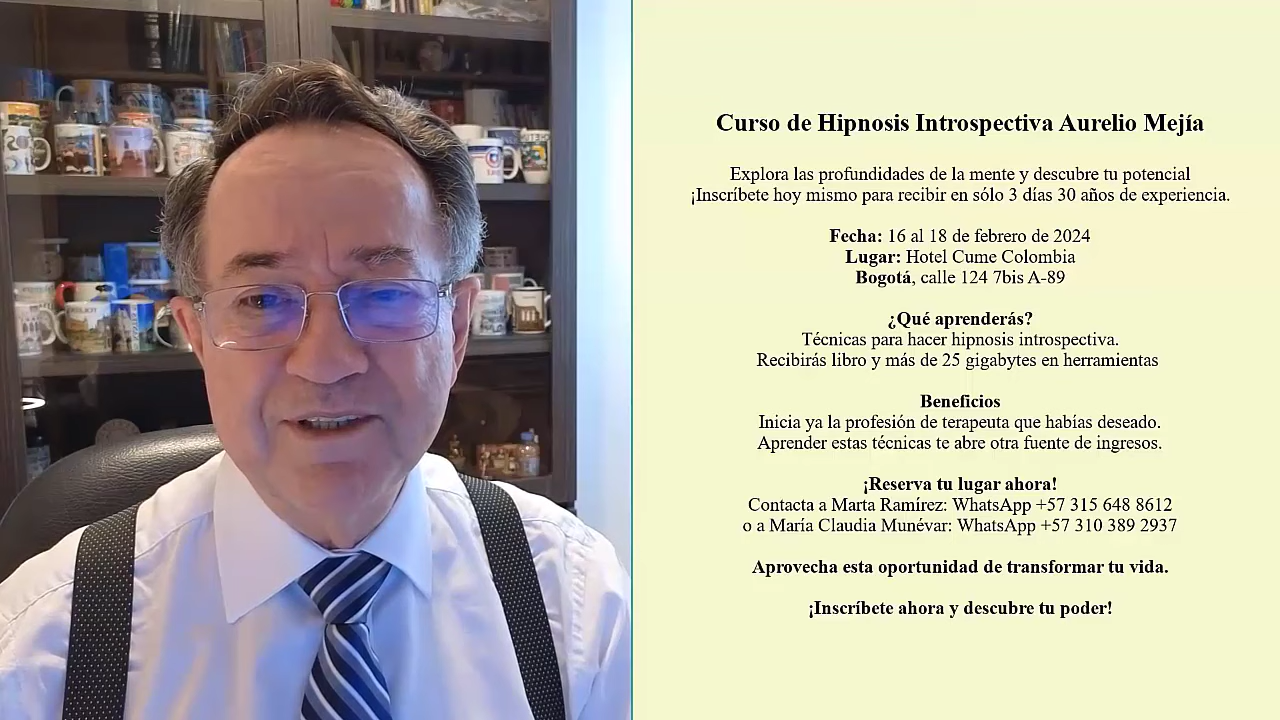 Curso de Hipnosis Introspectiva Aurelio Mejía
Explora las profundidades de la mente y descubre tu potencial
¡Inscríbete hoy mismo para recibir en sólo 3 días 30 años de experiencia.
Fecha: 16 al 18 de febrero de 2024
Lugar: Hotel Cume Colombia
Bogotá, calle 124 7bis A-89
¿Qué aprenderás?
Técnicas para hacer hipnosis introspectiva.
Recibirás libro y más de 25 gigabytes en herramientas
Beneficios
Inicia ya la profesión de terapeuta que habías deseado.
Aprender estas técnicas te abre otra fuente de ingresos.
¡Reserva tu lugar ahora!
Contacta a Marta Ramírez: WhatsApp +57 315 648 8612
o a María Claudia Munévar: WhatsApp +57 310 389 2937
Aprovecha esta oportunidad de transformar tu vida.
¡Inscríbete ahora y descubre tu poder!